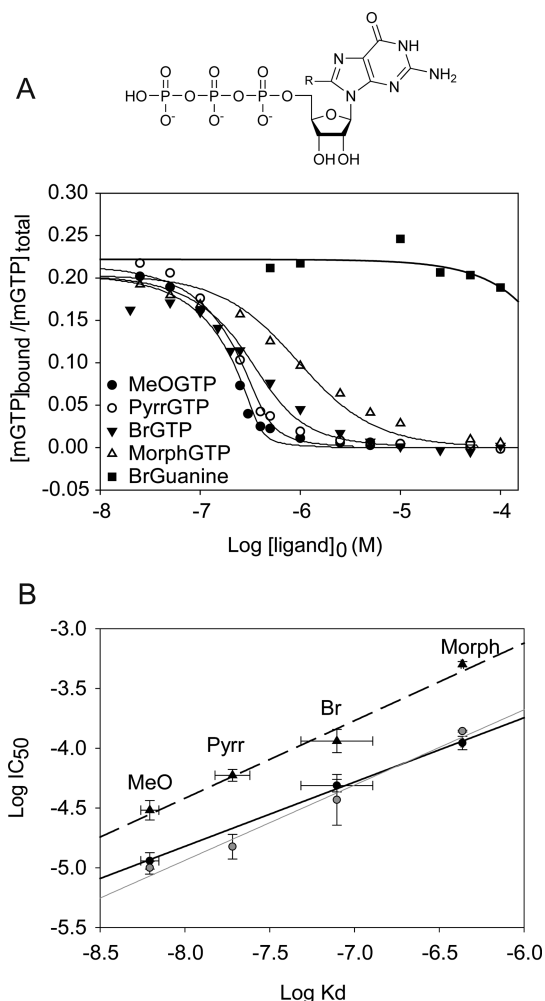 A
O
N
NH
R
N
N
NH2
O
O
O
HO P O P O P O
O
O- O- O-
OH OH
0.30
0.25
0.20
0.15
0.10
0.05
0.00
-0.05
[mGTP]bound/[mGTP]total
MeOGTP
PyrrGTP
BrGTP
MorphGTP
BrGuanine
-8 -7 -6 -5 -4
Log [ligand]0 (M)
B
-3.0
-3.5
-4.0
-4.5
-5.0
-5.5
Log IC50
MeO
Pyrr
Br
Morph
-8.5 -8.0 -7.5 -7.0 -6.5 -6.0
Log Kd